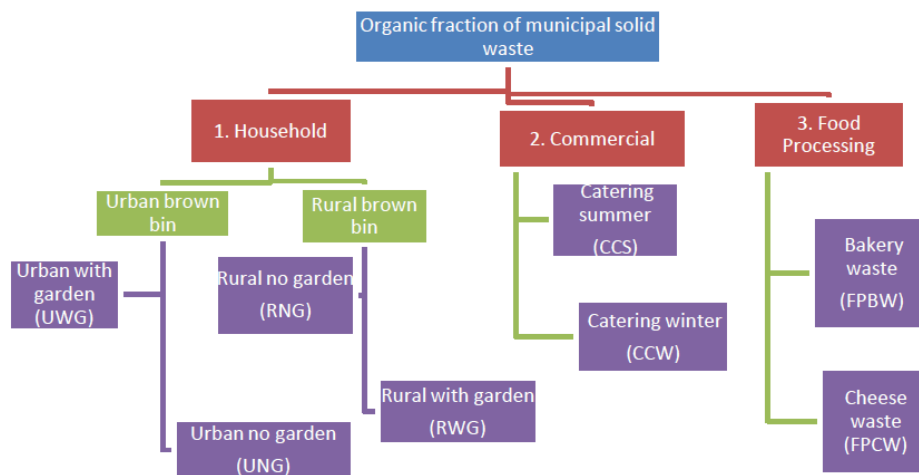 Organic fraction of municipal solid
waste
1. Household
2. Commercial
3. Food
Processing
Urban brown
bin
Rural brown
bin
Catering
summer
(CCS)
Urban with
garden
(UWG)
Rural no garden
(RNG)
Bakery
waste
(FPBW)
Catering winter
(CCW)
Rural with garden
(RWG)
Cheese
waste
(FPCW)
Urban no garden
(UNG)